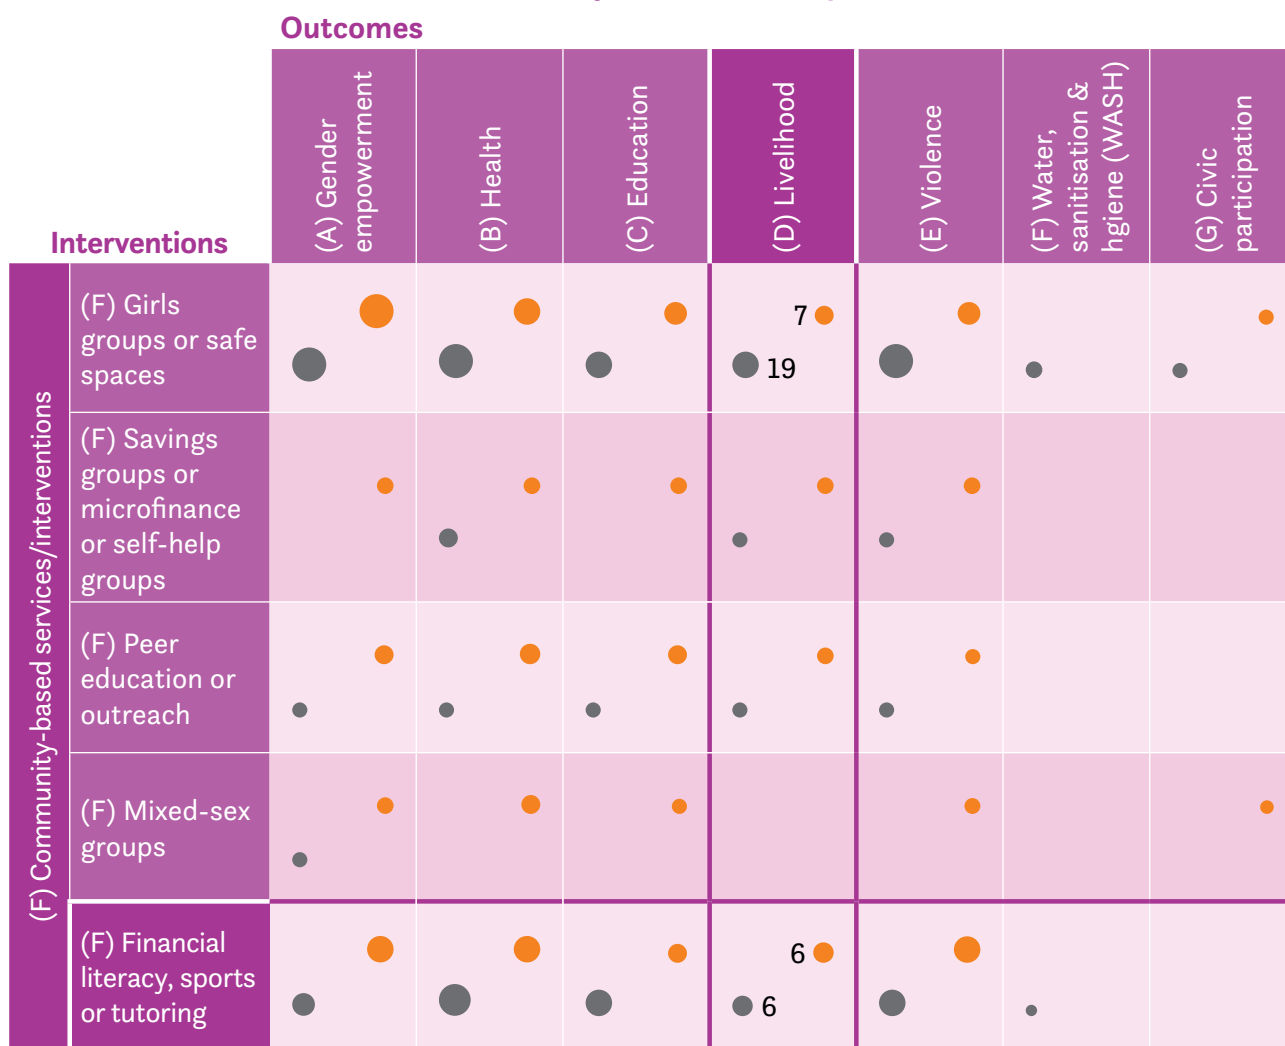 Outcomes
Interventions
(A) Gender
empowerment
(B) Health
(C) Education
(D) Livelihood
(E) Violence
(F) Water,
sanitisation &
hgiene (WASH)
(G) Civic
participation
(F) Community-based services/interventions
(F) Girls
groups or safe
spaces
7
19
(F) Savings
groups or
microfinance
or self-help
groups
(F) Peer
education or
outreach
(F) Mixed-sex
groups
(F) Financial
literacy, sports
or tutoring
6
6